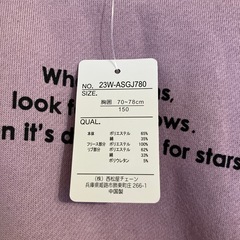 Wh
ns,
look f
ows.
n it's d
for stars
NO. 23W-ASGJ780
SIZE.
胸囲 70～78cm
150
QUAL.
本体 ポリエステル 65%
綿 35%
フリース部分 ポリエステル 100%
リブ部分 ポリエステル 62%
綿 33%
ポリウレタン 5%
(株) 西松屋チェーン
兵庫県姫路市飾東町庄266-1
中国製